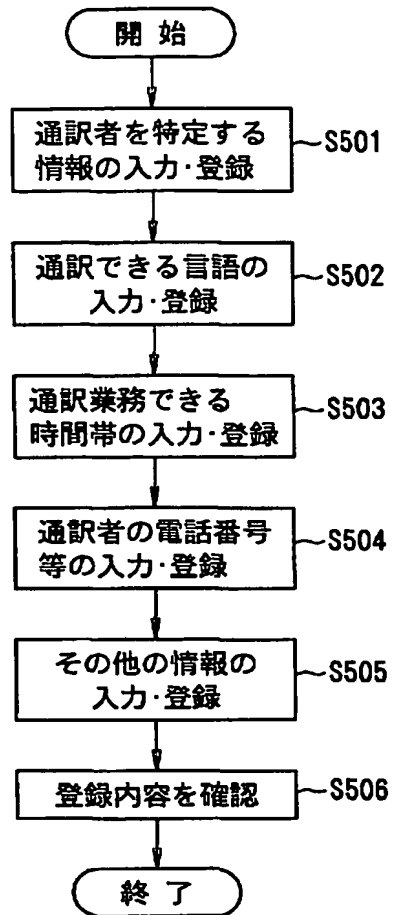 開始
通訳者を特定する
情報の入力·登録
S501
通訳できる言語の
入力·登録
S502
通訳業務できる
時間帯の入力·登録
S503
通訳者の電話番号
等の入力·登録
S504
その他の情報の
入力·登録
S505
登録内容を確認
S506
終了